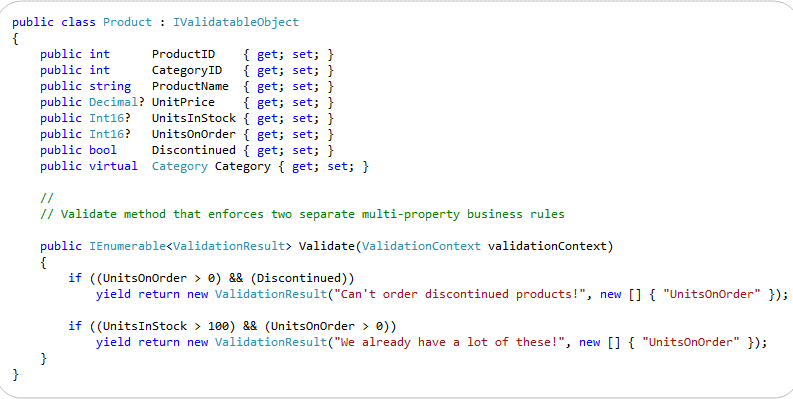 public class Product : IValidatableObject
{
    public int      ProductID    { get; set; }
    public int      CategoryID   { get; set; }
    public string   ProductName  { get; set; }
    public Decimal? UnitPrice    { get; set; }
    public Int16?   UnitsInStock { get; set; }
    public Int16?   UnitsOnOrder { get; set; }
    public bool     Discontinued { get; set; }
    public virtual  Category Category { get; set; }

    //
    // Validate method that enforces two separate multi-property business rules

    public IEnumerable<ValidationResult> Validate(ValidationContext validationContext)
    {
        if ((UnitsOnOrder > 0) && (Discontinued))
            yield return new ValidationResult("Can't order discontinued products!", new [] { "UnitsOnOrder" });

        if ((UnitsInStock > 100) && (UnitsOnOrder > 0))
            yield return new ValidationResult("We already have a lot of these!", new [] { "UnitsOnOrder" });
    }
}